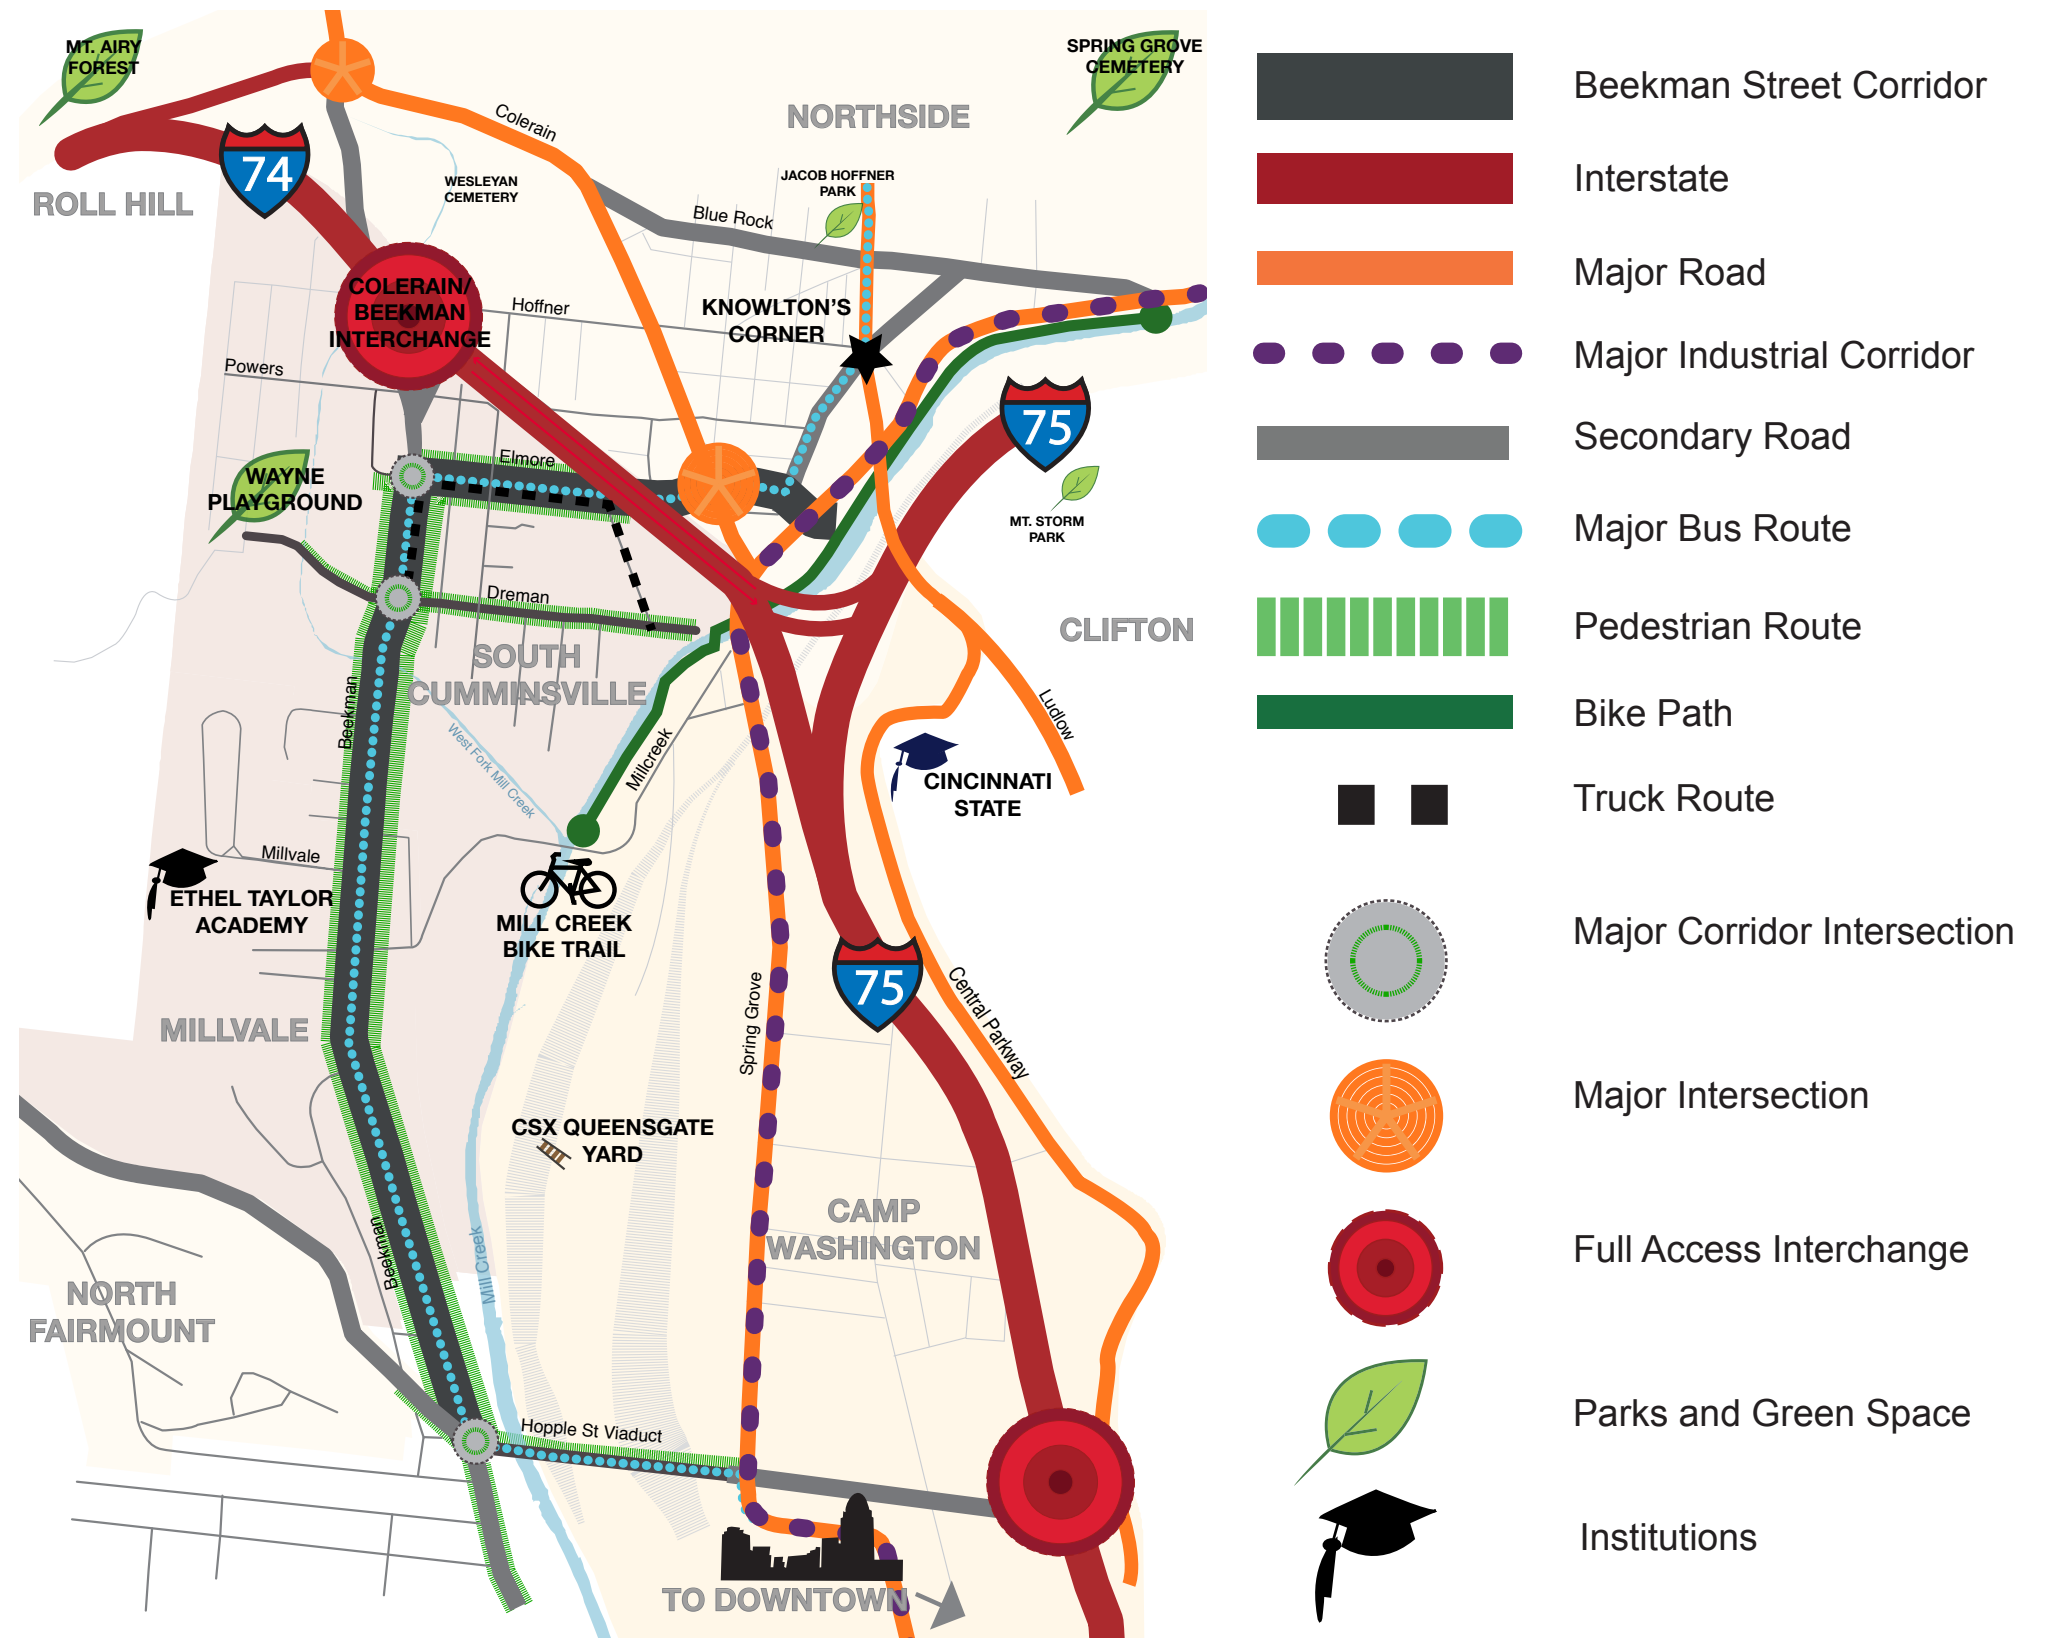 MT. AIRY
FOREST
SPRING GROVE
CEMETERY
NORTHSIDE
Colerain
74
ROLL HILL
WESLEYAN
CEMETERY
JACOB HOFFNER
PARK
Blue Rock
COLERAIN/
BEEKMAN
INTERCHANGE
Hoffner
KNOWLTON'S
CORNER
Powers
75
Elmore
WAYNE
PLAYGROUND
MT. STORM
PARK
Dreman
CLIFTON
SOUTH
CUMMINSVILLE
Beekman
Ludlow
West Fork Mill Creek
Millcreek
CINCINNATI
STATE
Millvale
ETHEL TAYLOR
ACADEMY
MILL CREEK
BIKE TRAIL
75
Central Parkway
Spring Grove
MILLVALE
CSX QUEENSGATE
YARD
CAMP
WASHINGTON
Beekman
Mill Creek
NORTH
FAIRMOUNT
Hopple St Viaduct
TO DOWNTOWN
Beekman Street Corridor
Interstate
Major Road
Major Industrial Corridor
Secondary Road
Major Bus Route
Pedestrian Route
Bike Path
Truck Route
Major Corridor Intersection
Major Intersection
Full Access Interchange
Parks and Green Space
Institutions